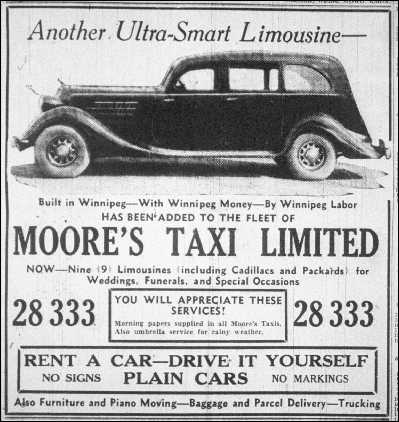 Another Ultra-Smart Limousine—
Built in Winnipeg—With Winnipeg Money—By Winnipeg Labor
HAS BEEN ADDED TO THE FLEET OF
MOORE'S TAXI LIMITED
NOW—Nine (9) Limousines (including Cadillacs and Packards) for
Weddings, Funerals, and Special Occasions
28 333
YOU WILL APPRECIATE THESE
SERVICES!
Morning papers supplied in all Moore's Taxis.
Also umbrella service for rainy weather.
28 333
RENT A CAR—DRIVE IT YOURSELF
NO SIGNS PLAIN CARS NO MARKINGS
Also Furniture and Piano Moving—Baggage and Parcel Delivery—Trucking